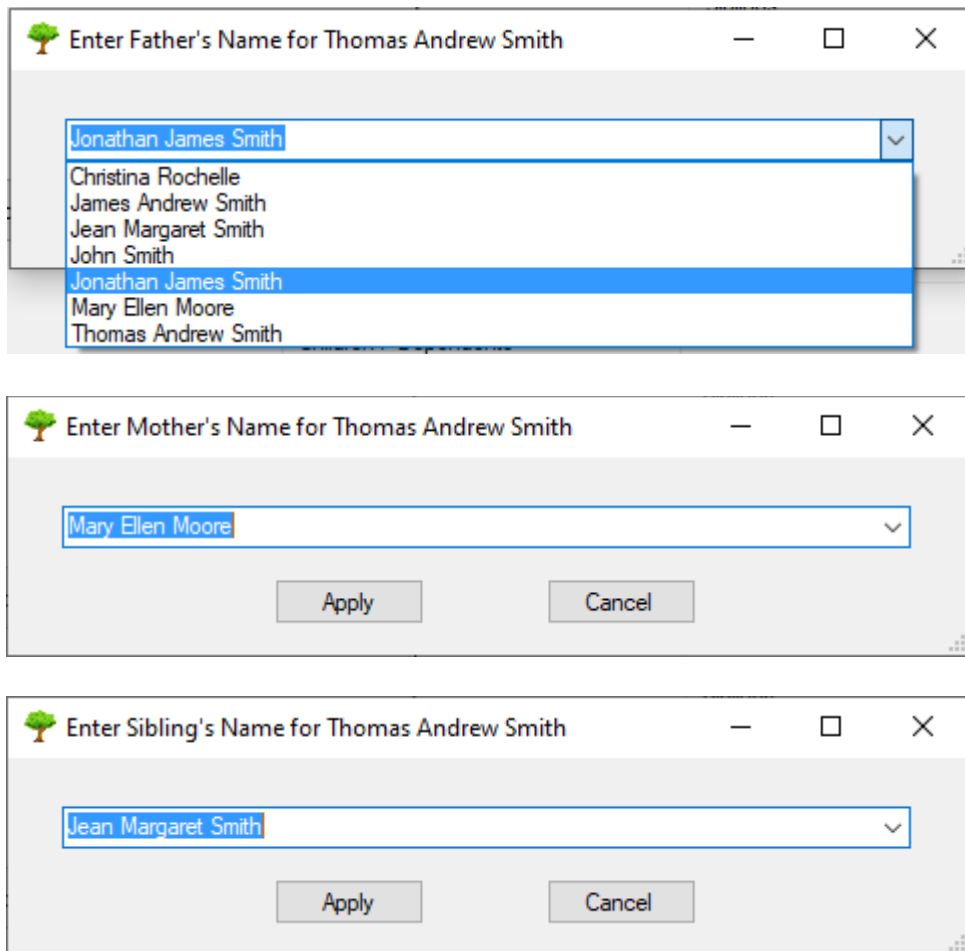 Enter Father's Name for Thomas Andrew Smith
Jonathan James Smith
Christina Rochelle
James Andrew Smith
Jean Margaret Smith
John Smith
Jonathan James Smith
Mary Ellen Moore
Thomas Andrew Smith
Enter Mother's Name for Thomas Andrew Smith
Mary Ellen Moore
Apply Cancel
Enter Sibling's Name for Thomas Andrew Smith
Jean Margaret Smith
Apply Cancel